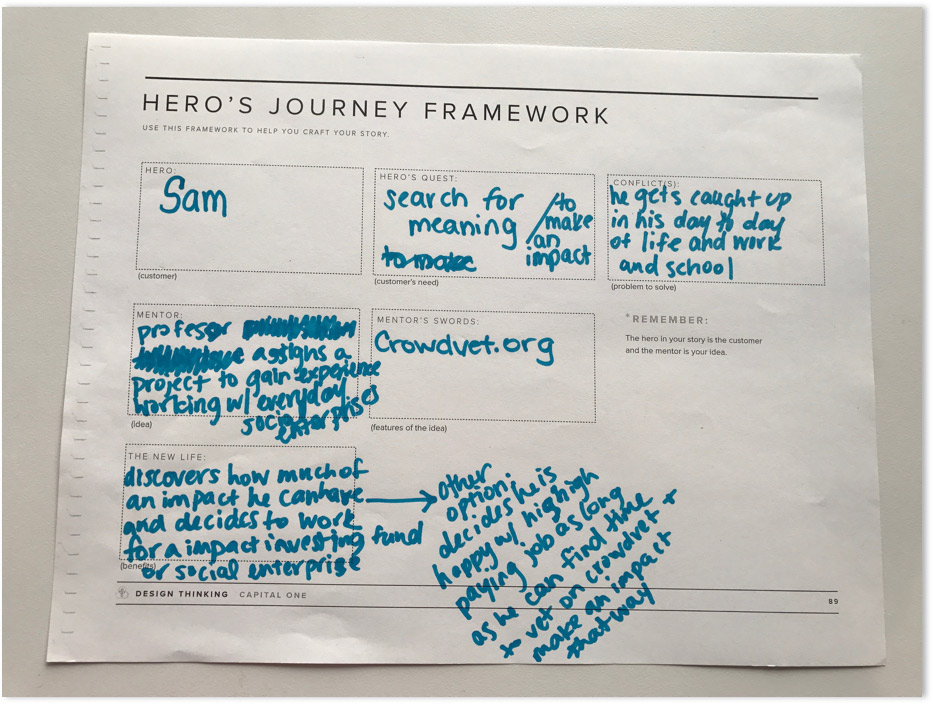 HERO'S JOURNEY FRAMEWORK
USE THIS FRAMEWORK TO HELP YOU CRAFT YOUR STORY.
HERO:
Sam
(customer)
HERO'S QUEST:
search for
meaning
to make
/to
make
an
impact
(customer's need)
CONFLICT(S):
he gets caught up
in his day to day
of life and work
and school
(problem to solve)
MENTOR:
profesor
assigns a
project to gain experience
working w/ everyday
social
enterprises
(idea)
MENTOR'S SWORDS:
Crowdvet.org
(features of the idea)
*REMEMBER:
The hero in your story is the customer
and the mentor is your idea.
THE NEW LIFE:
discovers how much of
an impact he can have
and decides to work
for a impact investing fund
or social enterprise
(benefits)
other
option:
decides he is
happy w/ his high
paying job as long
as he can find time
to vet on crowdvet +
make an impact
that way
DESIGN THINKING CAPITAL ONE
89